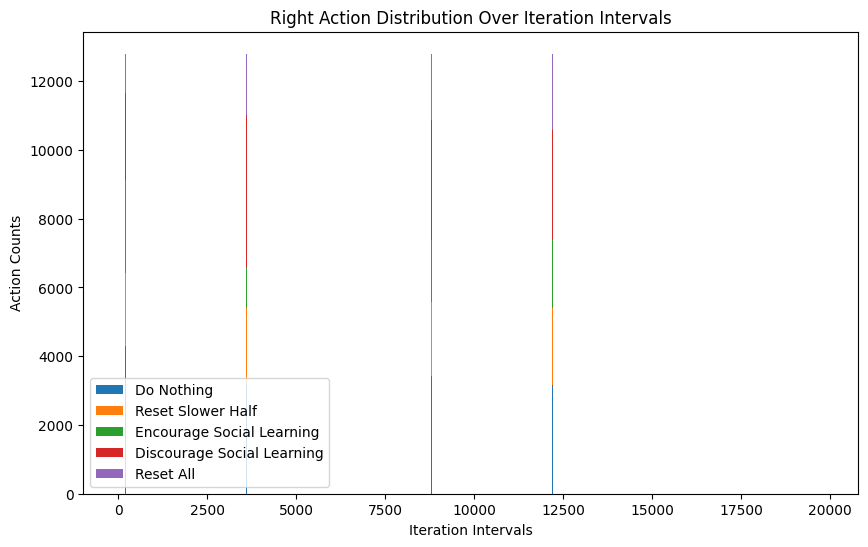 Right Action Distribution Over Iteration Intervals
Action Counts
12000
10000
8000
6000
4000
2000
0
Do Nothing
Reset Slower Half
Encourage Social Learning
Discourage Social Learning
Reset All
0 2500 5000 7500 10000 12500 15000 17500 20000
Iteration Intervals